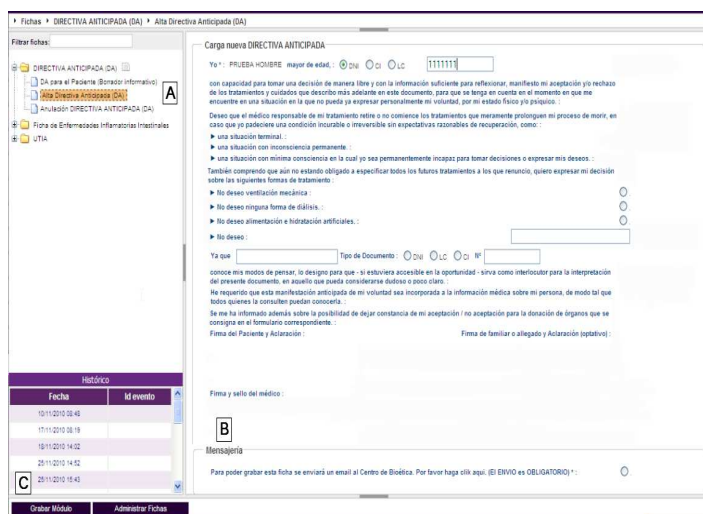 Fichas DIRECTIVA ANTICIPADA (DA) Alta Directiva Anticipada (DA)
Filtrar fichas:
DIRECTIVA ANTICIPADA (DA)
DA para el Paciente (Borrador informativo)
Alta Directiva Anticipada (DA)
Anulación DIRECTIVA ANTICIPADA (DA)
Ficha de Enfermedades Inflamatorias Intestinales
UTIA
A
Carga nueva DIRECTIVA ANTICIPADA
Yo * : PRUEBA HOMBRE mayor de edad, : DNI CI LC 1111111
con capacidad para tomar una decisión de manera libre y con la información suficiente para reflexionar, manifiesto mi aceptación y/o rechazo
de los tratamientos y cuidados que describo más adelante en este documento, para que se tenga en cuenta en el momento en que me
encuentre en una situación en la que no pueda ya expresar personalmente mi voluntad, por mi estado físico y/o psíquico. :
Deseo que el médico responsable de mi tratamiento retire o no comience los tratamientos que meramente prolonguen mi proceso de morir, en
caso que yo padeciere una condición incurable o irreversible sin expectativas razonables de recuperación, como: :
una situación terminal. :
una situación con inconsciencia permanente. :
una situación con mínima consciencia en la cual yo sea permanentemente incapaz para tomar decisiones o expresar mis deseos. :
También comprendo que aún no estando obligado a especificar todos los futuros tratamientos a los que renuncio, quiero expresar mi decisión
sobre las siguientes formas de tratamiento :
No deseo ventilación mecánica :
No deseo ninguna forma de diálisis. :
No deseo alimentación e hidratación artificiales. :
No deseo :
Ya que Tipo de Documento : DNI LC CI Nº
conoce mis modos de pensar, lo designo para que - si estuviera accesible en la oportunidad - sirva como interlocutor para la interpretación
del presente documento, en aquello que pueda considerarse dudoso o poco claro. :
He requerido que esta manifestación anticipada de mi voluntad sea incorporada a la información médica sobre mi persona, de modo tal que
todos quienes la consulten puedan conocerla. :
Se me ha informado además sobre la posibilidad de dejar constancia de mi aceptación / no aceptación para la donación de órganos que se
consigna en el formulario correspondiente. :
Firma del Paciente y Aclaración : Firma de familiar o allegado y Aclaración (optativo) :
Firma y sello del médico :
B
Mensajería
Para poder grabar esta ficha se enviará un email al Centro de Bioética. Por favor haga clik aqui. (El ENVIO es OBLIGATORIO) * :
Histórico
Fecha Id evento
10/11/2010 08:48
17/11/2010 08:19
18/11/2010 14:02
25/11/2010 14:52
25/11/2010 15:43
C
Grabar Módulo Administrar Fichas